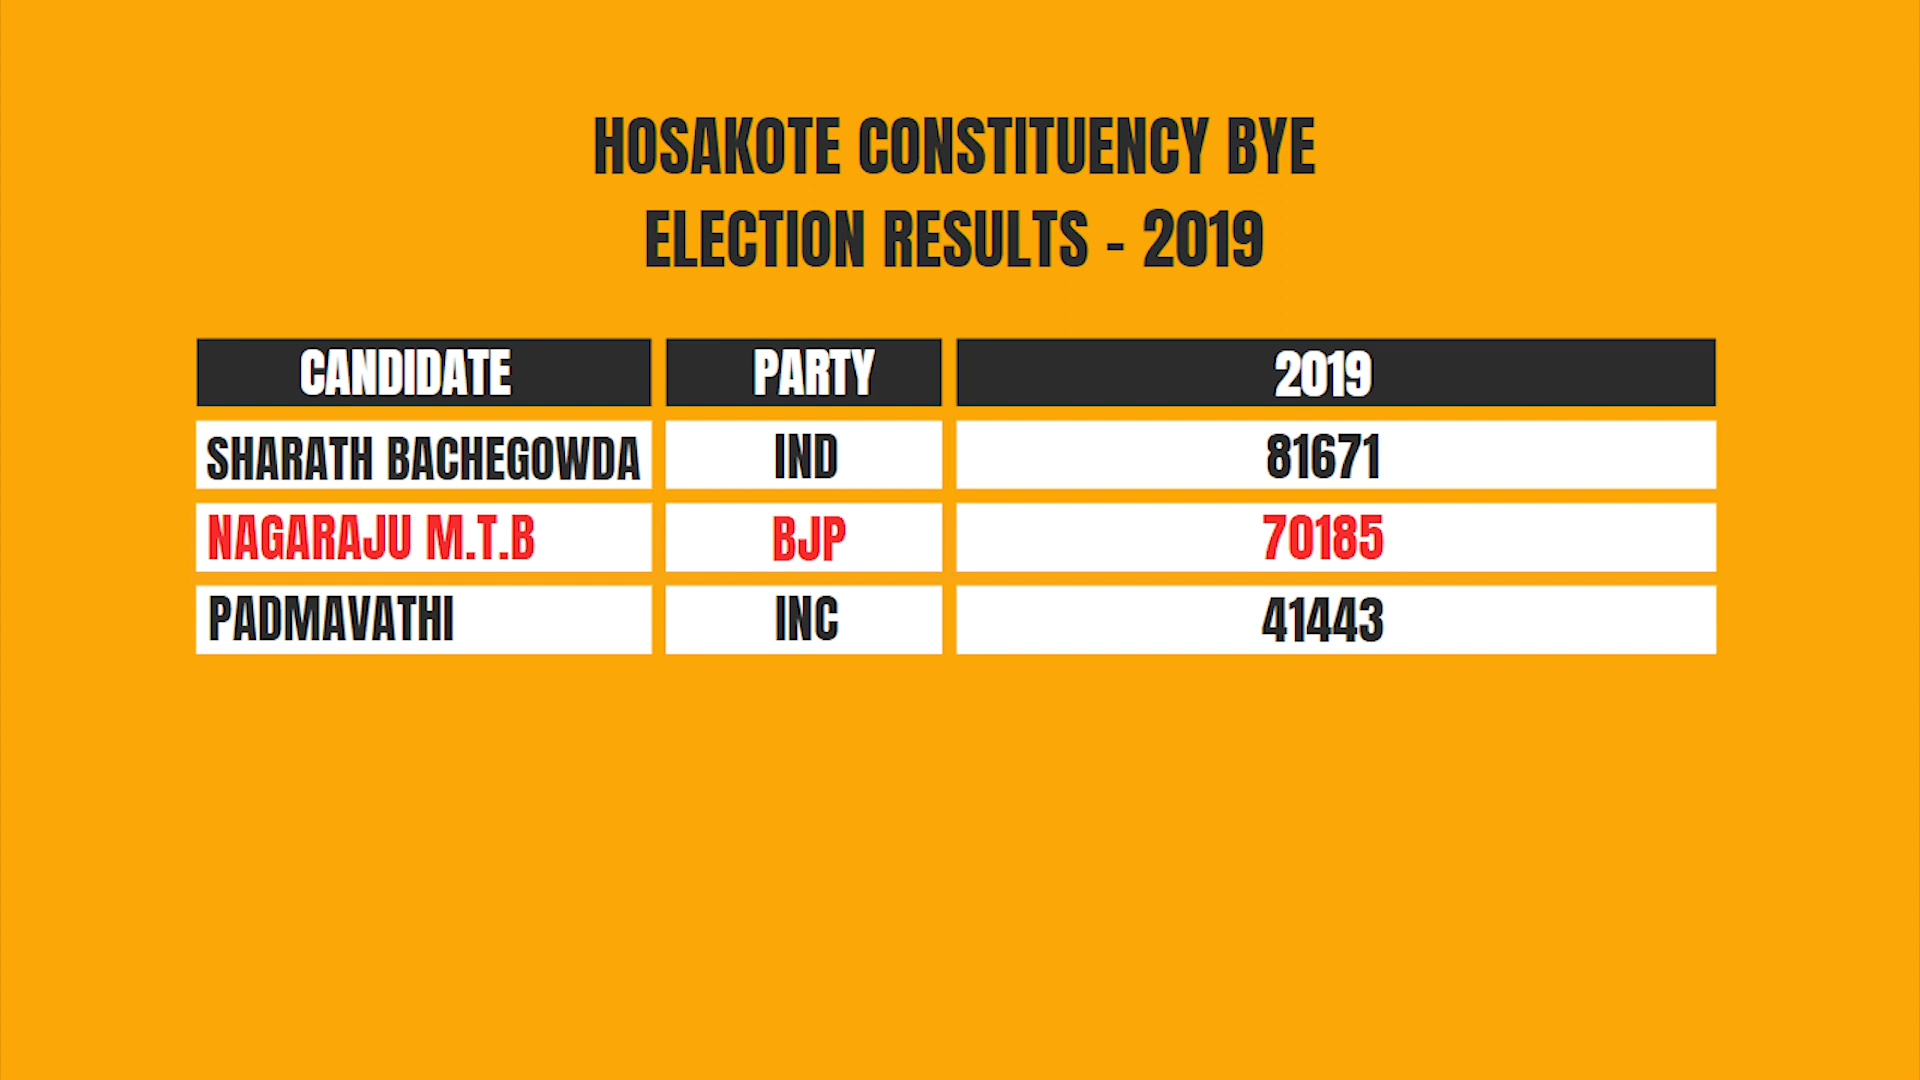 HOSAKOTE CONSTITUENCY BYE
ELECTION RESULTS - 2019
CANDIDATE PARTY 2019
SHARATH BACHEGOWDA IND 81671
NAGARAJU M.T.B BJP 70185
PADMAVATHI INC 41443